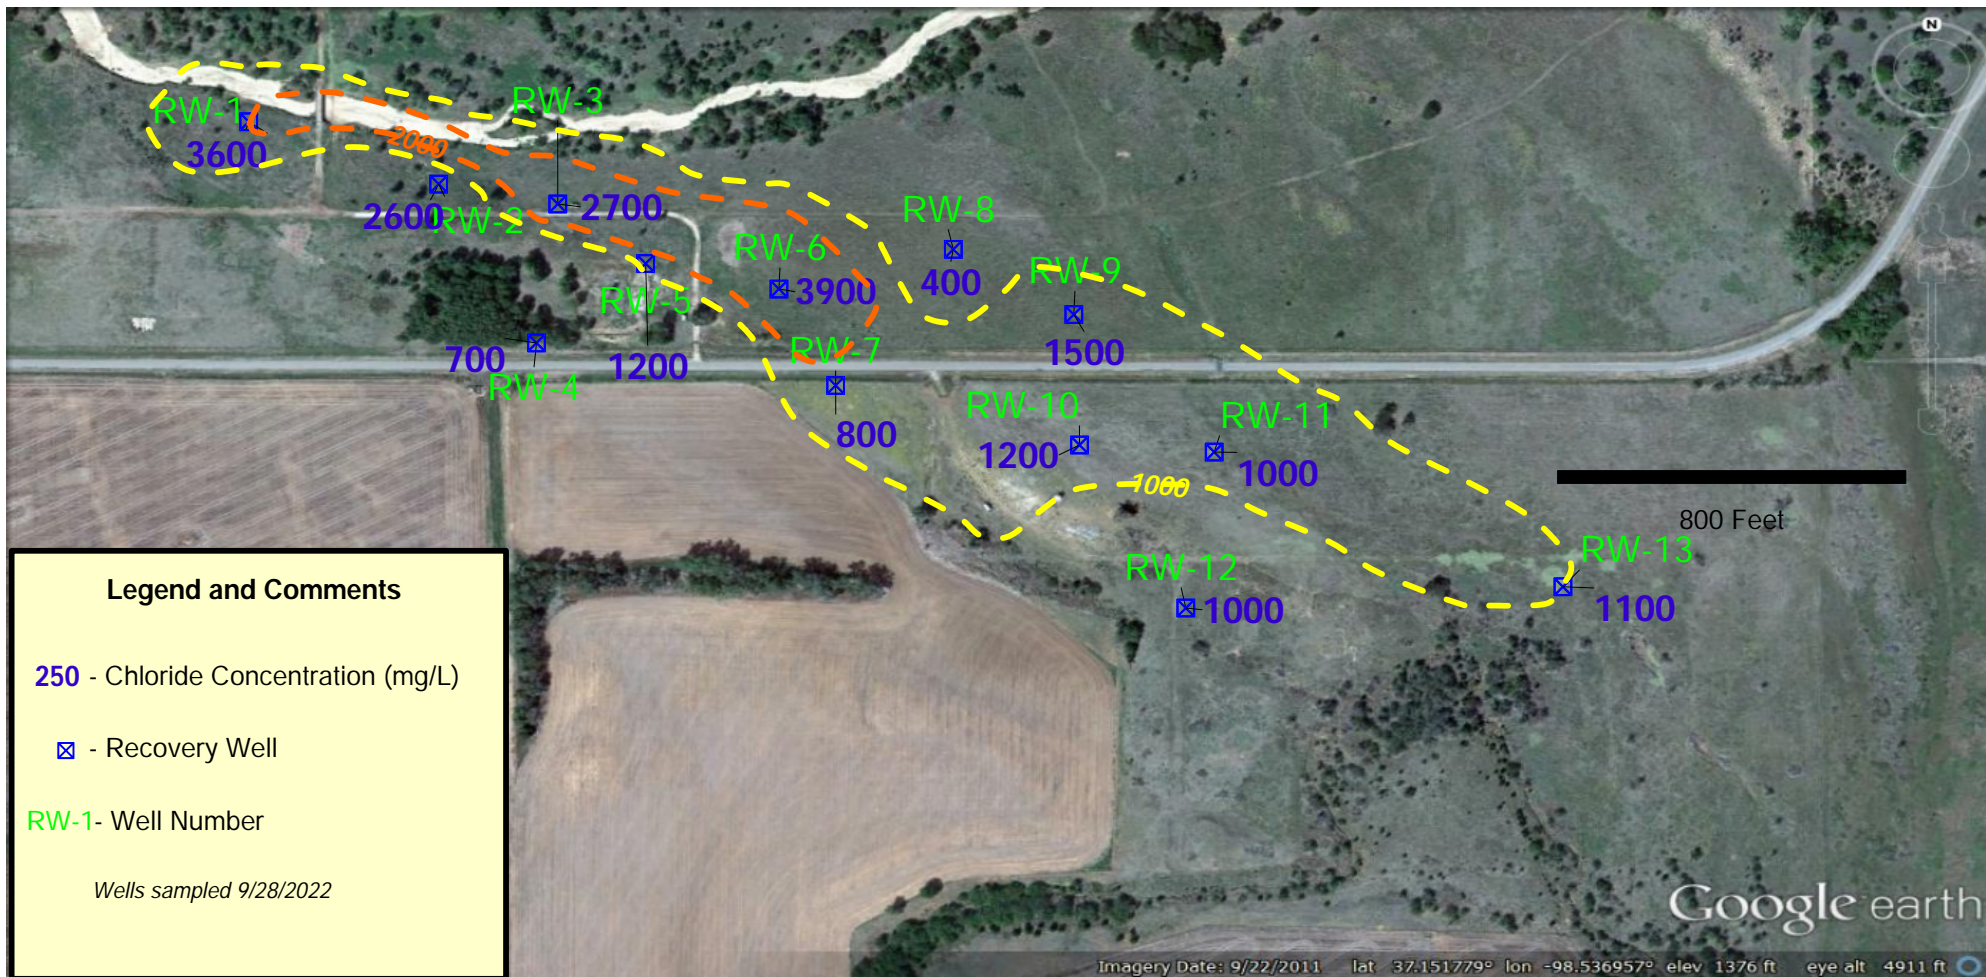 N
RW-1
3600
2000
RW-3
2600
RW-2
2700
RW-8
400
RW-6
3900
RW-9
1500
RW-5
1200
700
RW-4
RW-7
800
RW-10
1200
RW-11
1000
1000
800 Feet
RW-12
1000
RW-13
1100
Legend and Comments
250 - Chloride Concentration (mg/L)
- Recovery Well
RW-1- Well Number
Wells sampled 9/28/2022
Google earth
Imagery Date: 9/22/2011 lat 37.151779° lon -98.536957° elev 1376 ft eye alt 4911 ft